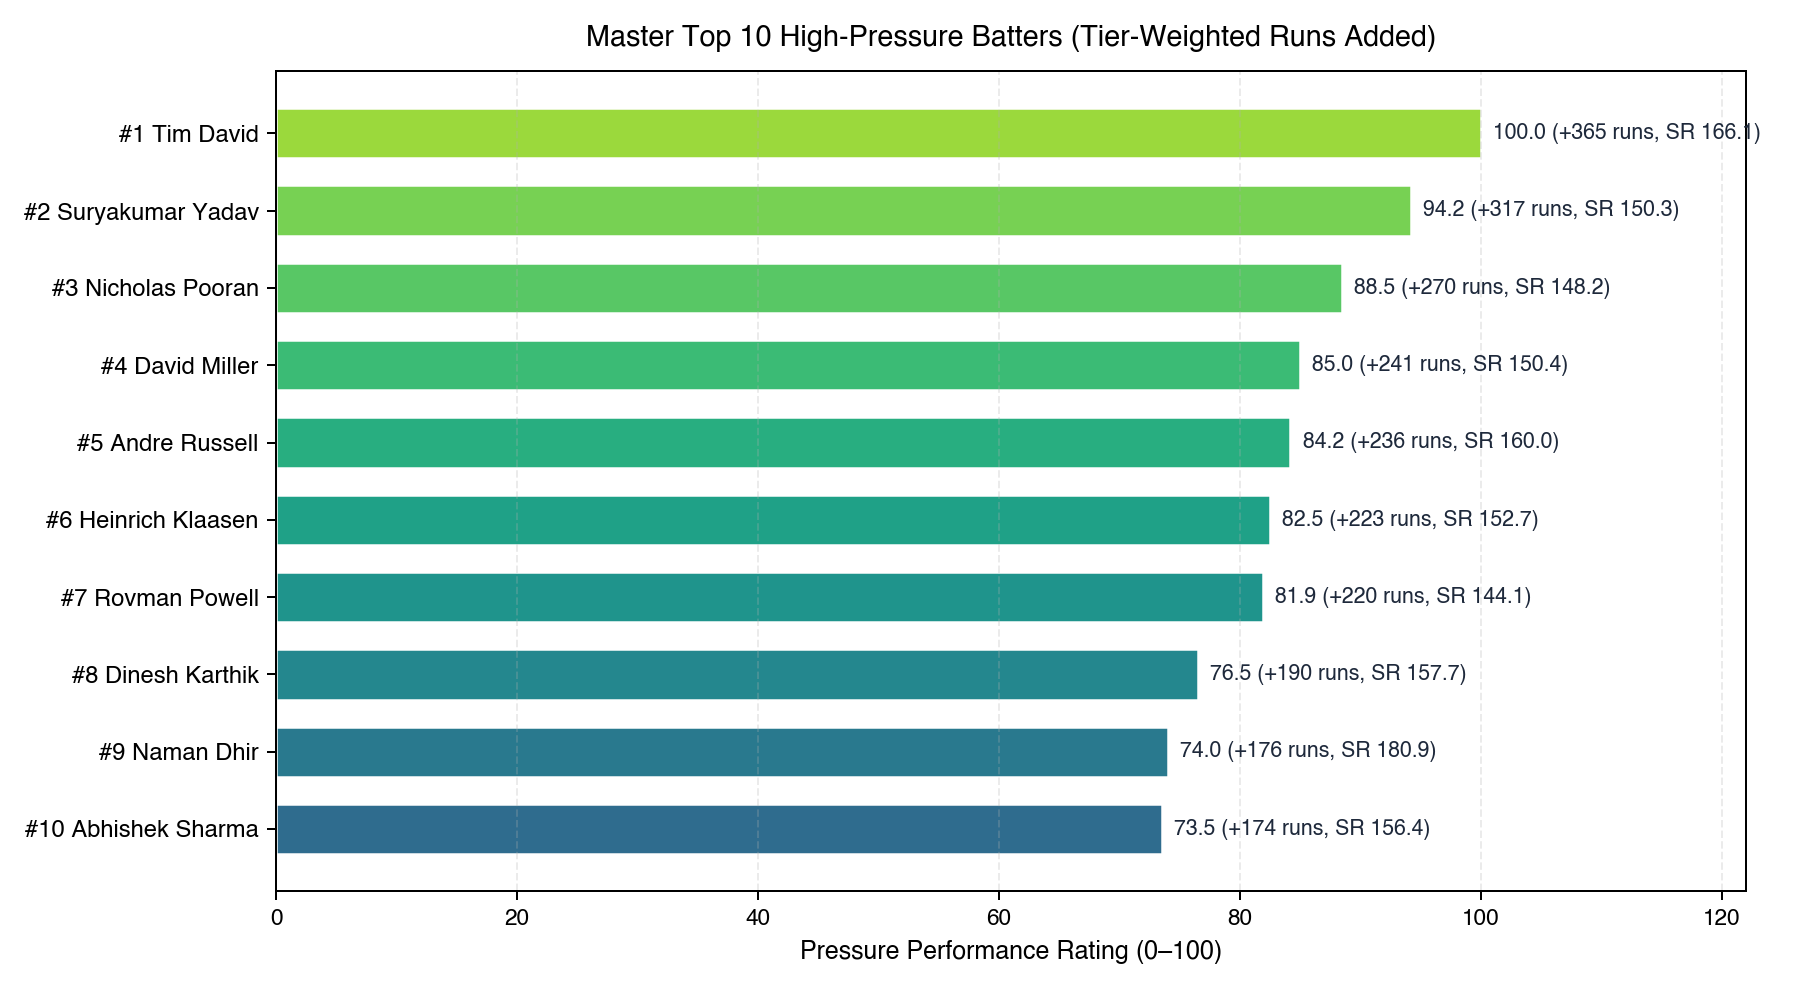 Master Top 10 High-Pressure Batters (Tier-Weighted Runs Added)
#1 Tim David 100.0 (+365 runs, SR 166.1)
#2 Suryakumar Yadav 94.2 (+317 runs, SR 150.3)
#3 Nicholas Pooran 88.5 (+270 runs, SR 148.2)
#4 David Miller 85.0 (+241 runs, SR 150.4)
#5 Andre Russell 84.2 (+236 runs, SR 160.0)
#6 Heinrich Klaasen 82.5 (+223 runs, SR 152.7)
#7 Rovman Powell 81.9 (+220 runs, SR 144.1)
#8 Dinesh Karthik 76.5 (+190 runs, SR 157.7)
#9 Naman Dhir 74.0 (+176 runs, SR 180.9)
#10 Abhishek Sharma 73.5 (+174 runs, SR 156.4)
0 20 40 60 80 100 120
Pressure Performance Rating (0–100)